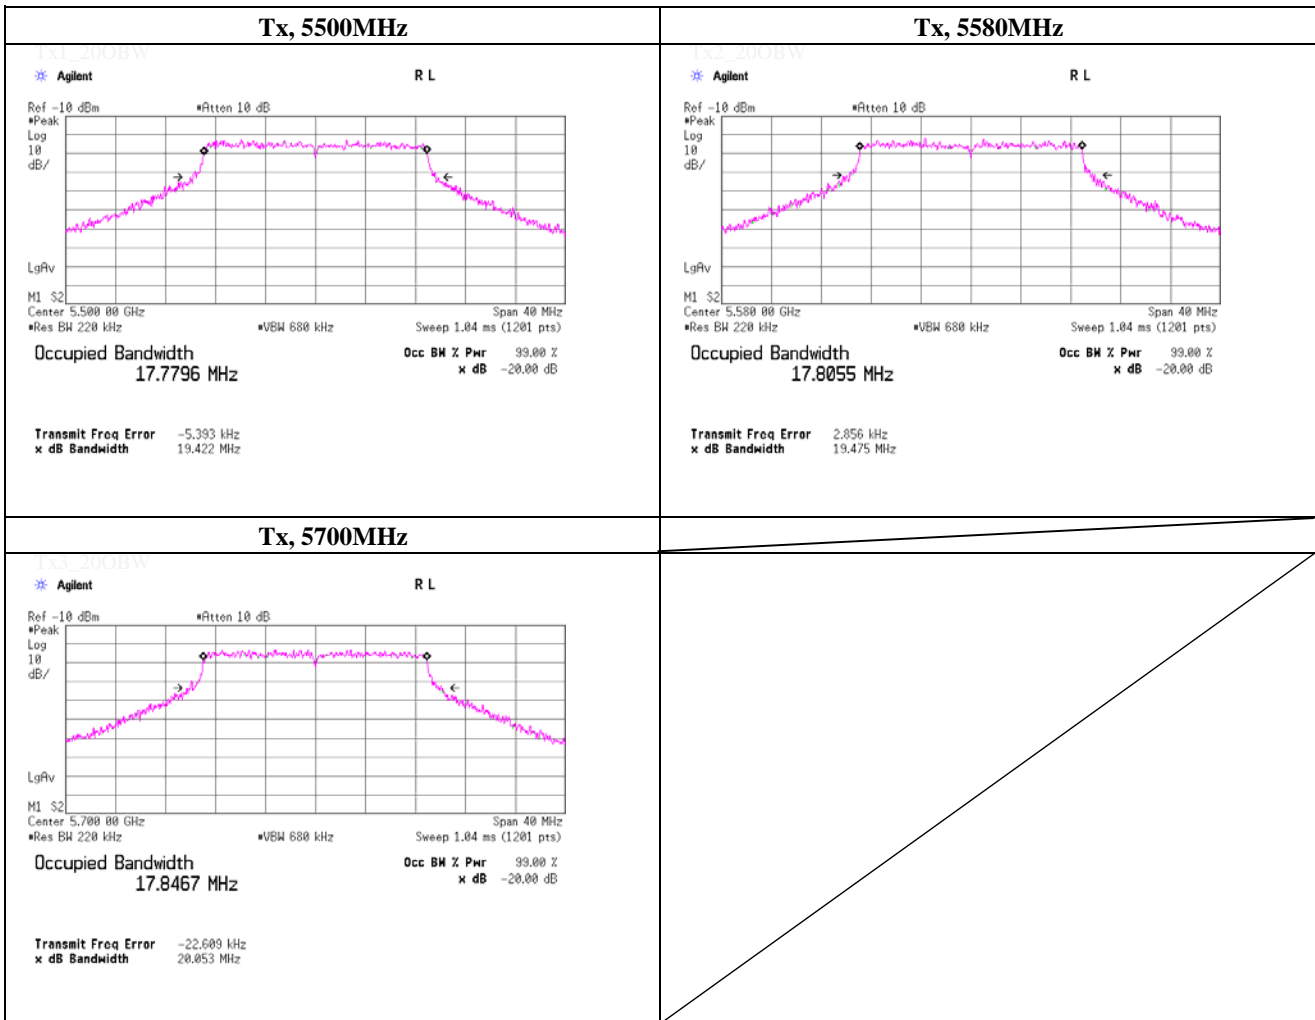 Tx, 5500MHz
Tx1_20OBW
Agilent R L
Ref -10 dBm #Atten 10 dB
#Peak
Log
10
dB/
LgAv
M1 S2
Center 5.500 00 GHz Span 40 MHz
#Res BW 220 kHz #VBW 680 kHz Sweep 1.04 ms (1201 pts)
Occupied Bandwidth Occ BW % Pwr 99.00 %
17.7796 MHz x dB -20.00 dB
Transmit Freq Error -5.393 kHz
x dB Bandwidth 19.422 MHz
Tx, 5580MHz
Tx2_20OBW
Agilent R L
Ref -10 dBm #Atten 10 dB
#Peak
Log
10
dB/
LgAv
M1 S2
Center 5.580 00 GHz Span 40 MHz
#Res BW 220 kHz #VBW 680 kHz Sweep 1.04 ms (1201 pts)
Occupied Bandwidth Occ BW % Pwr 99.00 %
17.8055 MHz x dB -20.00 dB
Transmit Freq Error 2.856 kHz
x dB Bandwidth 19.475 MHz
Tx, 5700MHz
Tx3_20OBW
Agilent R L
Ref -10 dBm #Atten 10 dB
#Peak
Log
10
dB/
LgAv
M1 S2
Center 5.700 00 GHz Span 40 MHz
#Res BW 220 kHz #VBW 680 kHz Sweep 1.04 ms (1201 pts)
Occupied Bandwidth Occ BW % Pwr 99.00 %
17.8467 MHz x dB -20.00 dB
Transmit Freq Error -22.609 kHz
x dB Bandwidth 20.053 MHz